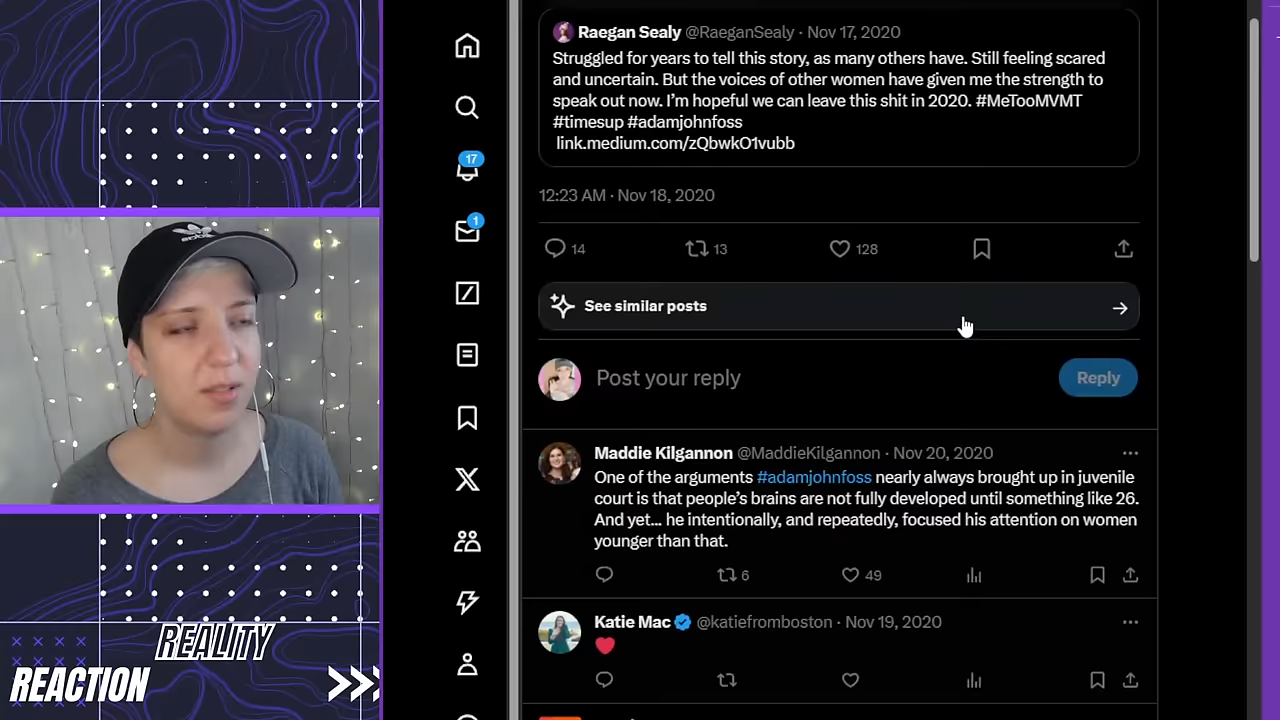 Raegan Sealy @RaeganSealy · Nov 17, 2020
Struggled for years to tell this story, as many others have. Still feeling scared
and uncertain. But the voices of other women have given me the strength to
speak out now. I'm hopeful we can leave this shit in 2020. #MeTooMVMT
#timesup #adamjohnfoss
link.medium.com/zQbwkO1vubb
12:23 AM · Nov 18, 2020
17
1
14
13
128
See similar posts
Post your reply
Reply
Maddie Kilgannon @MaddieKilgannon · Nov 20, 2020
One of the arguments #adamjohnfoss nearly always brought up in juvenile
court is that people's brains are not fully developed until something like 26.
And yet... he intentionally, and repeatedly, focused his attention on women
younger than that.
6
49
Katie Mac @katiefromboston · Nov 19, 2020
REALITY
REACTION